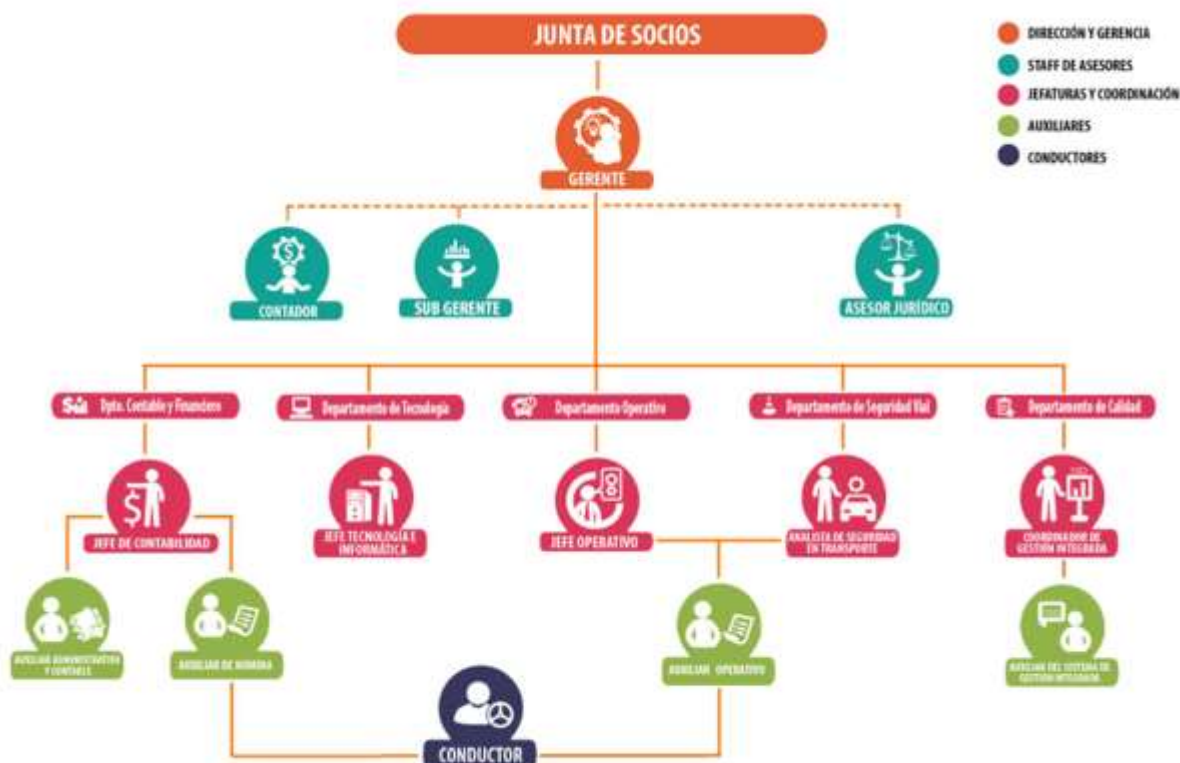 JUNTA DE SOCIOS
DIRECCIÓN Y GERENCIA
STAFF DE ASESORES
JEFATURAS Y COORDINACIÓN
AUXILIARES
CONDUCTORES
GERENTE
CONTADOR
SUB GERENTE
ASESOR JURÍDICO
Dpto. Contable y Financiero
Departamento de Tecnología
Departamento Operativo
Departamento de Seguridad Vial
Departamento de Calidad
JEFE DE CONTABILIDAD
JEFE TECNOLOGÍA E
INFORMÁTICA
JEFE OPERATIVO
ANALISTA DE SEGURIDAD
EN TRANSPORTE
COORDINADOR DE
GESTIÓN INTEGRADA
AUXILIAR ADMINISTRATIVA
Y CONTABLE
AUXILIAR DE NOMINA
AUXILIAR OPERATIVO
AUXILIAR DEL SISTEMA DE
GESTIÓN INTEGRADA
CONDUCTOR